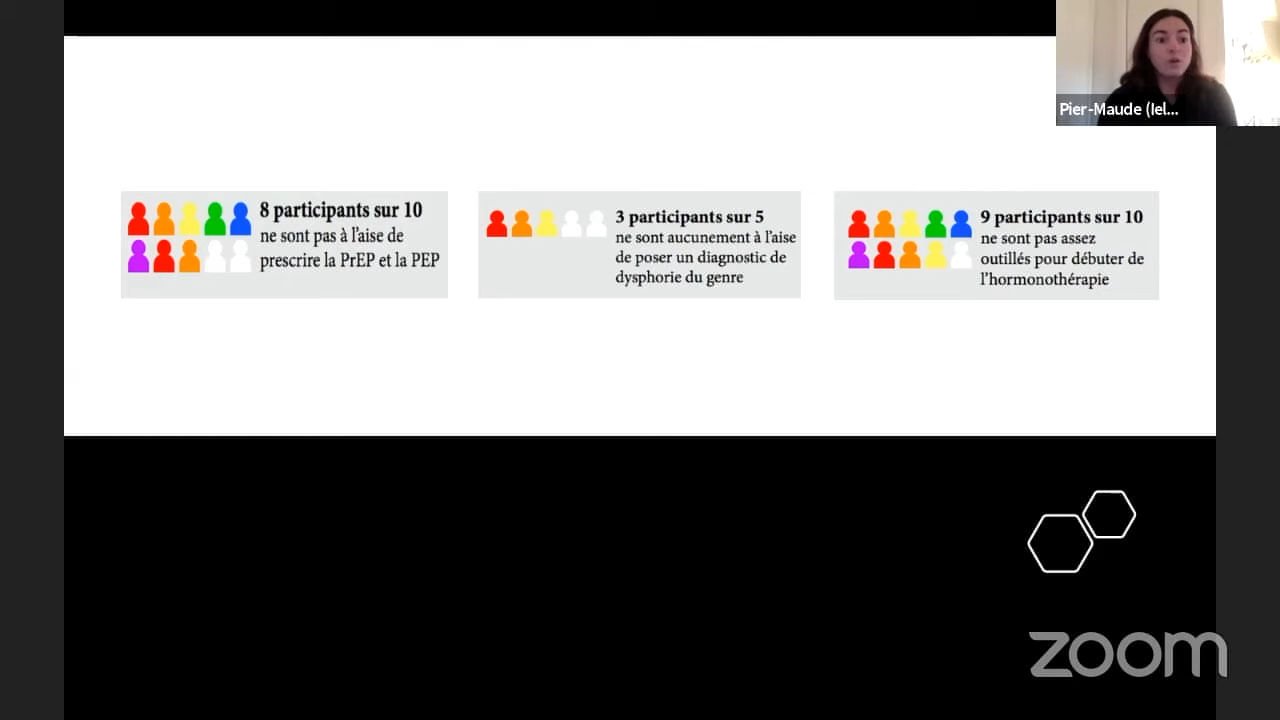 Pier-Maude (Iel...
8 participants sur 10
ne sont pas à l'aise de
prescrire la PrEP et la PEP
3 participants sur 5
ne sont aucunement à l'aise
de poser un diagnostic de
dysphorie du genre
9 participants sur 10
ne sont pas assez
outillés pour débuter de
l'hormonothérapie
zoom